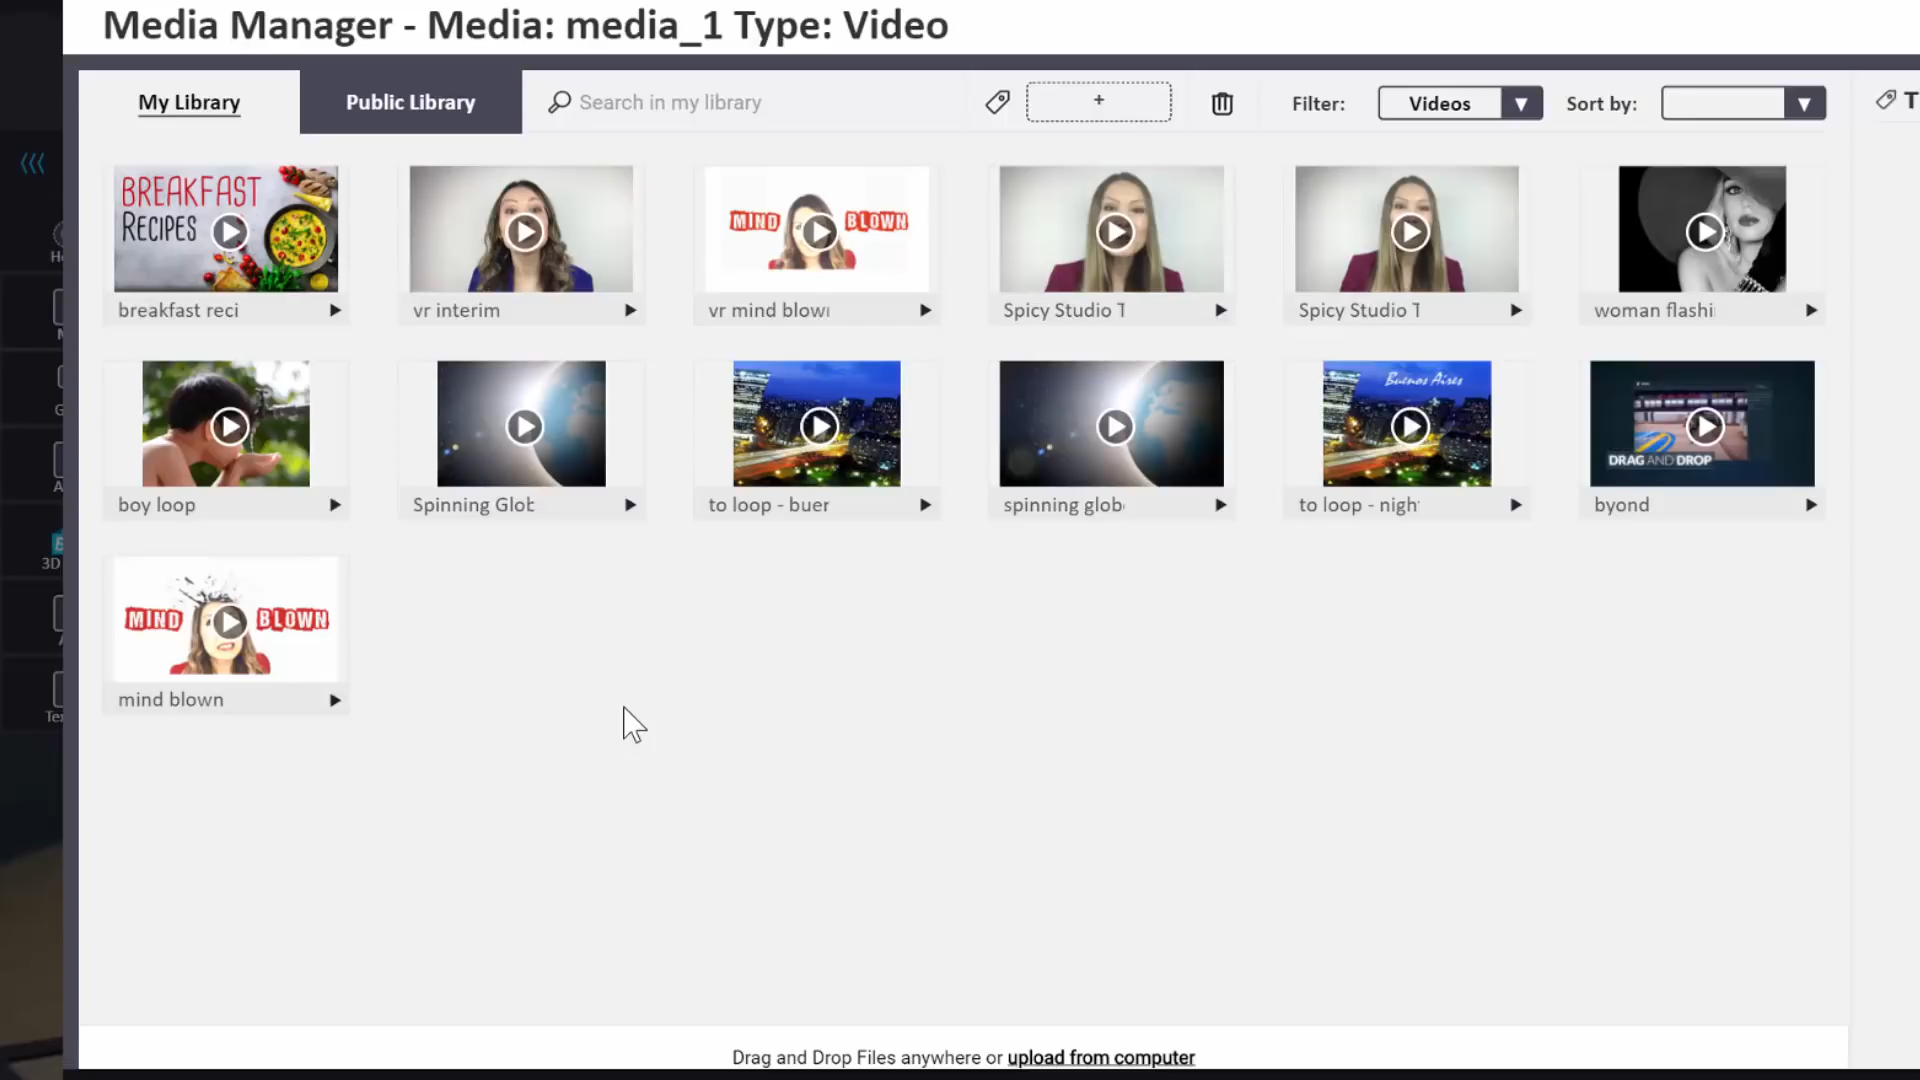 Media Manager - Media: media_1 Type: Video
My Library
Public Library
Search in my library
+
Filter:
Videos
Sort by:
T
BREAKFAST
RECIPES
MIND BLOWN
breakfast reci
vr interim
vr mind blow
Spicy Studio T
Spicy Studio T
woman flashi
Buenos Aires
DRAG AND DROP
boy loop
Spinning Glob
to loop - buer
spinning glob
to loop - nigh
byond
3D
MIND BLOWN
mind blown
Drag and Drop Files anywhere or upload from computer